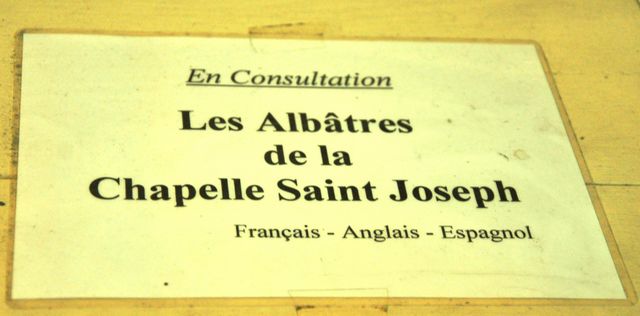 En Consultation
Les Albâtres
de la
Chapelle Saint Joseph
Français - Anglais - Espagnol